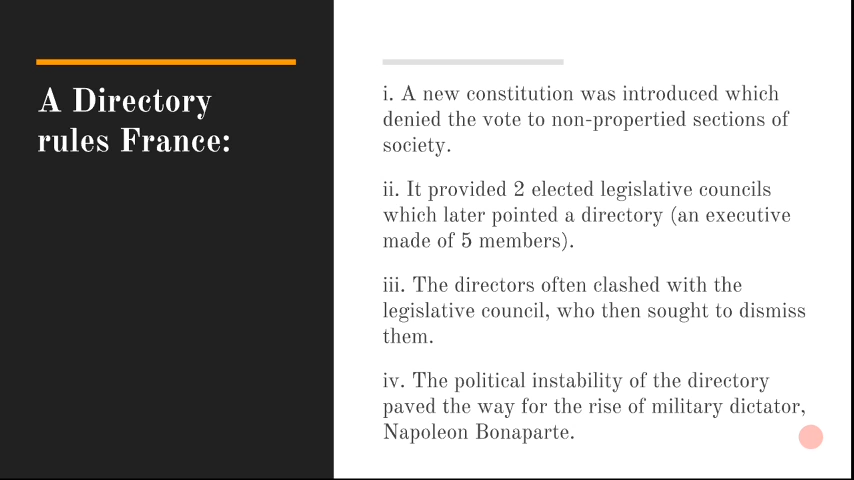 A Directory
rules France:
i. A new constitution was introduced which
denied the vote to non-propertied sections of
society.
ii. It provided 2 elected legislative councils
which later pointed a directory (an executive
made of 5 members).
iii. The directors often clashed with the
legislative council, who then sought to dismiss
them.
iv. The political instability of the directory
paved the way for the rise of military dictator,
Napoleon Bonaparte.